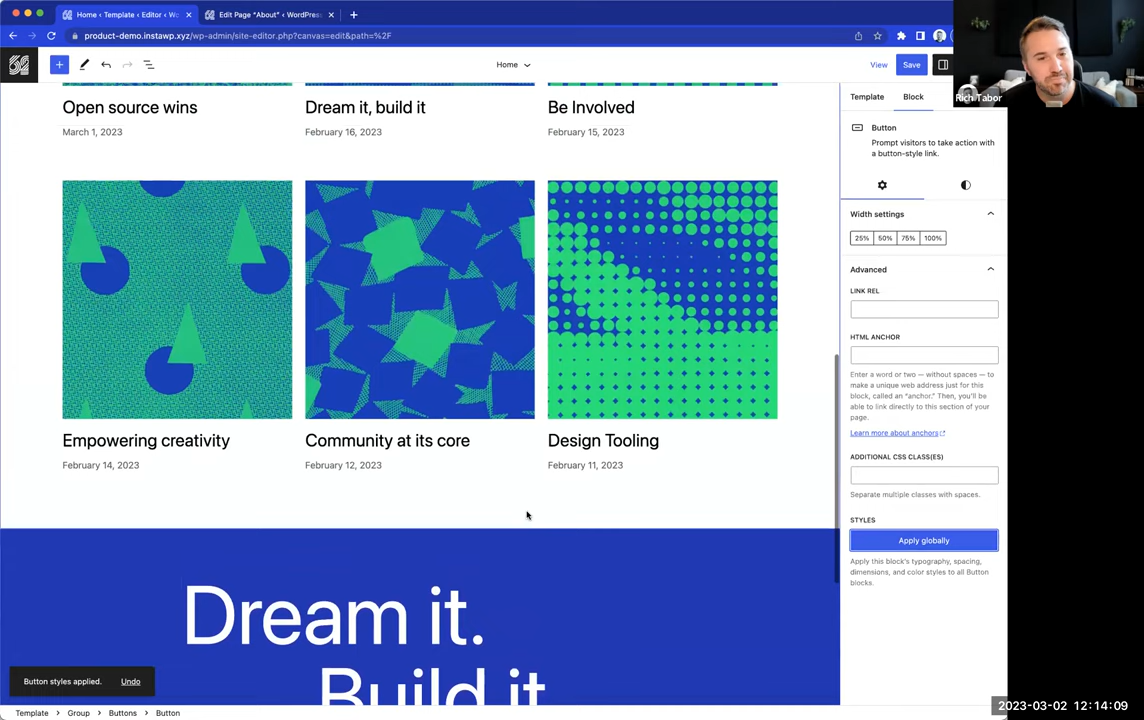 Home ‹ Template ‹ Editor ‹ Wo
Edit Page “About” ‹ WordPress
product-demo.instawp.xyz/wp-admin/site-editor.php?canvas=edit&path=%2F
Home
View
Save
Rich Tabor
Template
Block
Open source wins
Dream it, build it
Be Involved
March 1, 2023
February 16, 2023
February 15, 2023
Button
Prompt visitors to take action with
a button-style link.
Width settings
25%
50%
75%
100%
Advanced
LINK REL
HTML ANCHOR
Enter a word or two — without spaces — to
make a unique web address just for this
block, called an “anchor.” Then, you’ll be
able to link directly to this section of your
page.
Learn more about anchors
ADDITIONAL CSS CLASS(ES)
Separate multiple classes with spaces.
STYLES
Apply globally
Apply this block’s typography, spacing,
dimensions, and color styles to all Button
blocks.
Empowering creativity
Community at its core
Design Tooling
February 14, 2023
February 12, 2023
February 11, 2023
Dream it.
Build it
Button styles applied.
Undo
Template > Group > Buttons > Button
2023-03-02 12:14:09